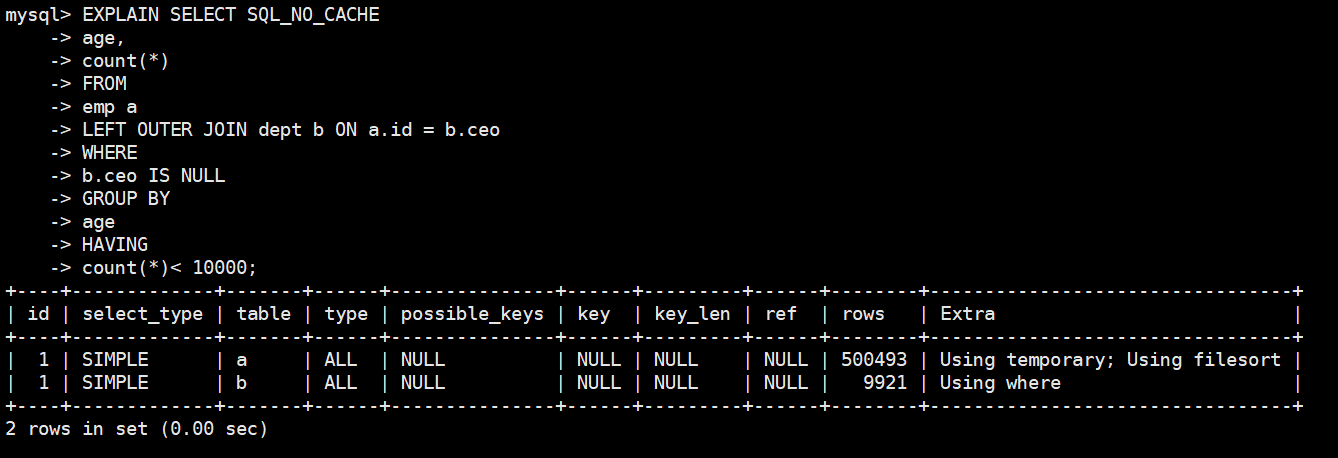 mysql> EXPLAIN SELECT SQL_NO_CACHE
    -> age,
    -> count(*)
    -> FROM
    -> emp a
    -> LEFT OUTER JOIN dept b ON a.id = b.ceo
    -> WHERE
    -> b.ceo IS NULL
    -> GROUP BY
    -> age
    -> HAVING
    -> count(*)< 10000;
+----+-------------+-------+------+---------------+------+---------+------+--------+---------------------------------+
| id | select_type | table | type | possible_keys | key  | key_len | ref  | rows   | Extra                           |
+----+-------------+-------+------+---------------+------+---------+------+--------+---------------------------------+
|  1 | SIMPLE      | a     | ALL  | NULL          | NULL | NULL    | NULL | 500493 | Using temporary; Using filesort |
|  1 | SIMPLE      | b     | ALL  | NULL          | NULL | NULL    | NULL |   9921 | Using where                     |
+----+-------------+-------+------+---------------+------+---------+------+--------+---------------------------------+
2 rows in set (0.00 sec)